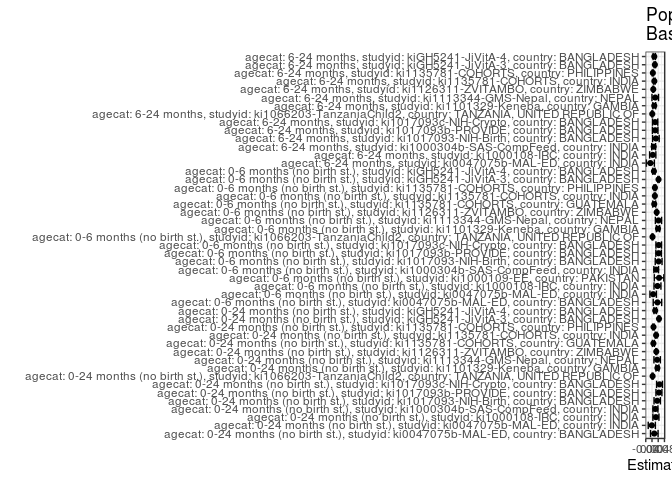 Pop
Bas
agecat: 6-24 months, studyid: kiGH5241-JiVitA-4, country: BANGLADESH
agecat: 6-24 months, studyid: kiGH5241-JiVitA-3, country: BANGLADESH
agecat: 6-24 months, studyid: ki1135781-COHORTS, country: PHILIPPINES
agecat: 6-24 months, studyid: ki1135781-COHORTS, country: INDIA
agecat: 6-24 months, studyid: ki1126311-ZVITAMBO, country: ZIMBABWE
agecat: 6-24 months, studyid: ki1113344-GMS-Nepal, country: NEPAL
agecat: 6-24 months, studyid: ki1101329-Keneba, country: GAMBIA
agecat: 6-24 months, studyid: ki1066203-TanzaniaChild2, country: TANZANIA, UNITED REPUBLIC OF
agecat: 6-24 months, studyid: ki1017093c-NIH-Crypto, country: BANGLADESH
agecat: 6-24 months, studyid: ki1017093b-PROVIDE, country: BANGLADESH
agecat: 6-24 months, studyid: ki1017093-NIH-Birth, country: BANGLADESH
agecat: 6-24 months, studyid: ki1000304b-SAS-CompFeed, country: INDIA
agecat: 6-24 months, studyid: ki1000108-IRC, country: INDIA
agecat: 6-24 months, studyid: ki0047075b-MAL-ED, country: INDIA
agecat: 0-6 months (no birth st.), studyid: kiGH5241-JiVitA-4, country: BANGLADESH
agecat: 0-6 months (no birth st.), studyid: kiGH5241-JiVitA-3, country: BANGLADESH
agecat: 0-6 months (no birth st.), studyid: ki1135781-COHORTS, country: PHILIPPINES
agecat: 0-6 months (no birth st.), studyid: ki1135781-COHORTS, country: INDIA
agecat: 0-6 months (no birth st.), studyid: ki1135781-COHORTS, country: GUATEMALA
agecat: 0-6 months (no birth st.), studyid: ki1126311-ZVITAMBO, country: ZIMBABWE
agecat: 0-6 months (no birth st.), studyid: ki1113344-GMS-Nepal, country: NEPAL
agecat: 0-6 months (no birth st.), studyid: ki1101329-Keneba, country: GAMBIA
agecat: 0-6 months (no birth st.), studyid: ki1066203-TanzaniaChild2, country: TANZANIA, UNITED REPUBLIC OF
agecat: 0-6 months (no birth st.), studyid: ki1017093c-NIH-Crypto, country: BANGLADESH
agecat: 0-6 months (no birth st.), studyid: ki1017093b-PROVIDE, country: BANGLADESH
agecat: 0-6 months (no birth st.), studyid: ki1017093-NIH-Birth, country: BANGLADESH
agecat: 0-6 months (no birth st.), studyid: ki1000304b-SAS-CompFeed, country: INDIA
agecat: 0-6 months (no birth st.), studyid: ki1000109-EE, country: PAKISTAN
agecat: 0-6 months (no birth st.), studyid: ki1000108-IRC, country: INDIA
agecat: 0-6 months (no birth st.), studyid: ki0047075b-MAL-ED, country: INDIA
agecat: 0-6 months (no birth st.), studyid: ki0047075b-MAL-ED, country: BANGLADESH
agecat: 0-24 months (no birth st.), studyid: kiGH5241-JiVitA-4, country: BANGLADESH
agecat: 0-24 months (no birth st.), studyid: kiGH5241-JiVitA-3, country: BANGLADESH
agecat: 0-24 months (no birth st.), studyid: ki1135781-COHORTS, country: PHILIPPINES
agecat: 0-24 months (no birth st.), studyid: ki1135781-COHORTS, country: INDIA
agecat: 0-24 months (no birth st.), studyid: ki1135781-COHORTS, country: GUATEMALA
agecat: 0-24 months (no birth st.), studyid: ki1126311-ZVITAMBO, country: ZIMBABWE
agecat: 0-24 months (no birth st.), studyid: ki1113344-GMS-Nepal, country: NEPAL
agecat: 0-24 months (no birth st.), studyid: ki1101329-Keneba, country: GAMBIA
agecat: 0-24 months (no birth st.), studyid: ki1066203-TanzaniaChild2, country: TANZANIA, UNITED REPUBLIC OF
agecat: 0-24 months (no birth st.), studyid: ki1017093c-NIH-Crypto, country: BANGLADESH
agecat: 0-24 months (no birth st.), studyid: ki1017093b-PROVIDE, country: BANGLADESH
agecat: 0-24 months (no birth st.), studyid: ki1017093-NIH-Birth, country: BANGLADESH
agecat: 0-24 months (no birth st.), studyid: ki1000304b-SAS-CompFeed, country: INDIA
agecat: 0-24 months (no birth st.), studyid: ki1000108-IRC, country: INDIA
agecat: 0-24 months (no birth st.), studyid: ki0047075b-MAL-ED, country: INDIA
agecat: 0-24 months (no birth st.), studyid: ki0047075b-MAL-ED, country: BANGLADESH
Estima